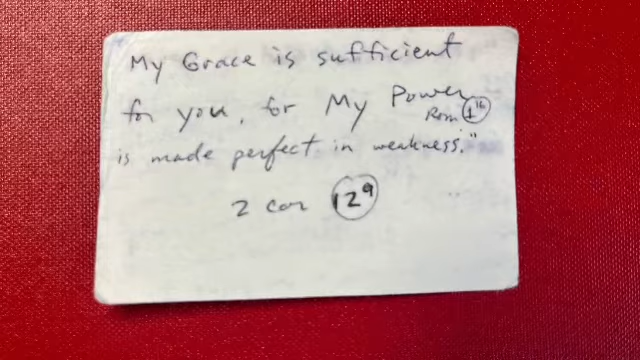 My Grace is sufficient
for you, for My Power
Rom 1 16
is made perfect in weakness."
2 cor 12 9